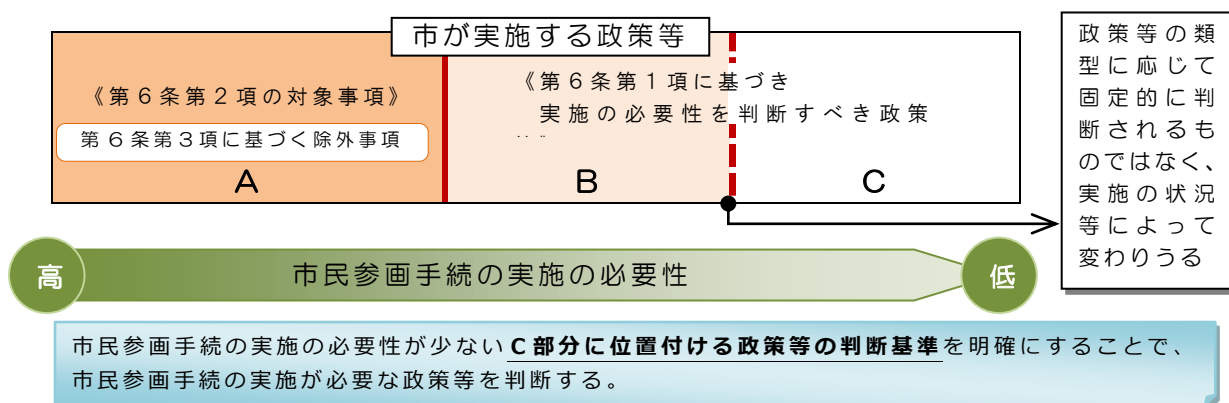 市が実施する政策等
《第６条第２項の対象事項》
第６条第３項に基づく除外事項
A
《第６条第１項に基づき
実施の必要性を判断すべき政策
B
C
政策等の類
型に応じて
固定的に判
断されるも
のではなく、
実施の状況
等によって
変わりうる
高
市民参画手続の実施の必要性
低
市民参画手続の実施の必要性が少ないC部分に位置付ける政策等の判断基準を明確にすることで、
市民参画手続の実施が必要な政策等を判断する。